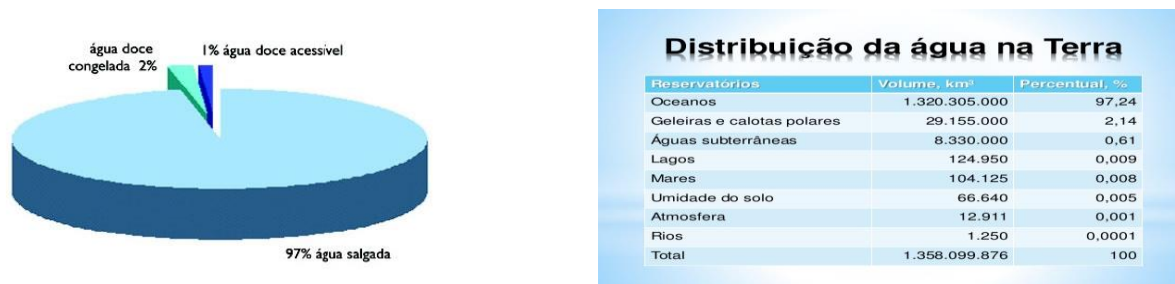 água doce
congelada 2%
1% água doce acessível
97% água salgada
Distribuição da água na Terra
Reservatórios Volume, km³ Percentual, %
Oceanos 1.320.305.000 97,24
Geleiras e calotas polares 29.155.000 2,14
Águas subterrâneas 8.330.000 0,61
Lagos 124.950 0,009
Mares 104.125 0,008
Umidade do solo 66.640 0,005
Atmosfera 12.911 0,001
Rios 1.250 0,0001
Total 1.358.099.876 100